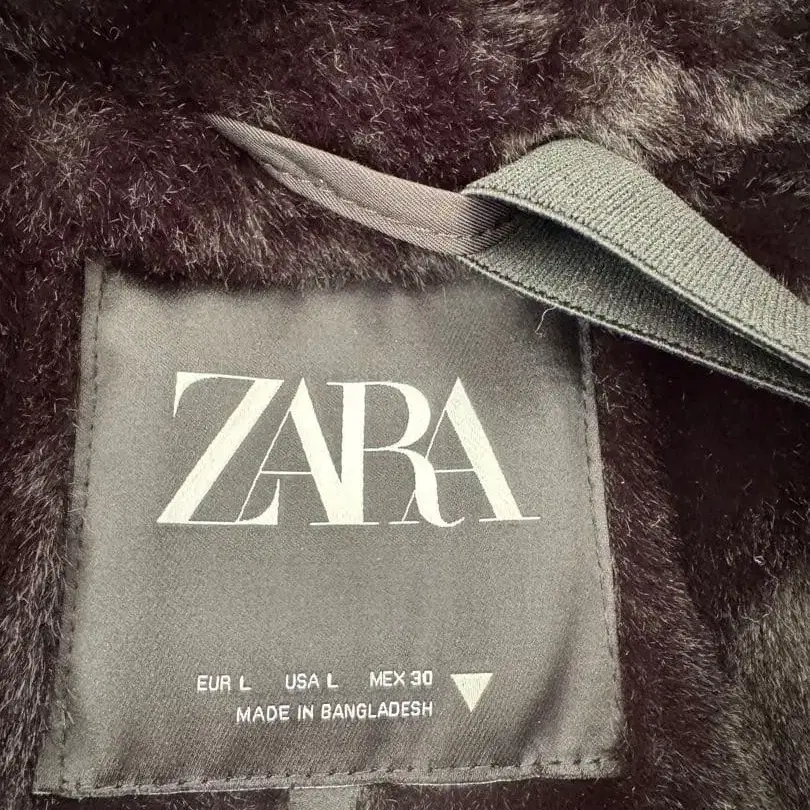 ZARA
EUR L USA L MEX 30
MADE IN BANGLADESH